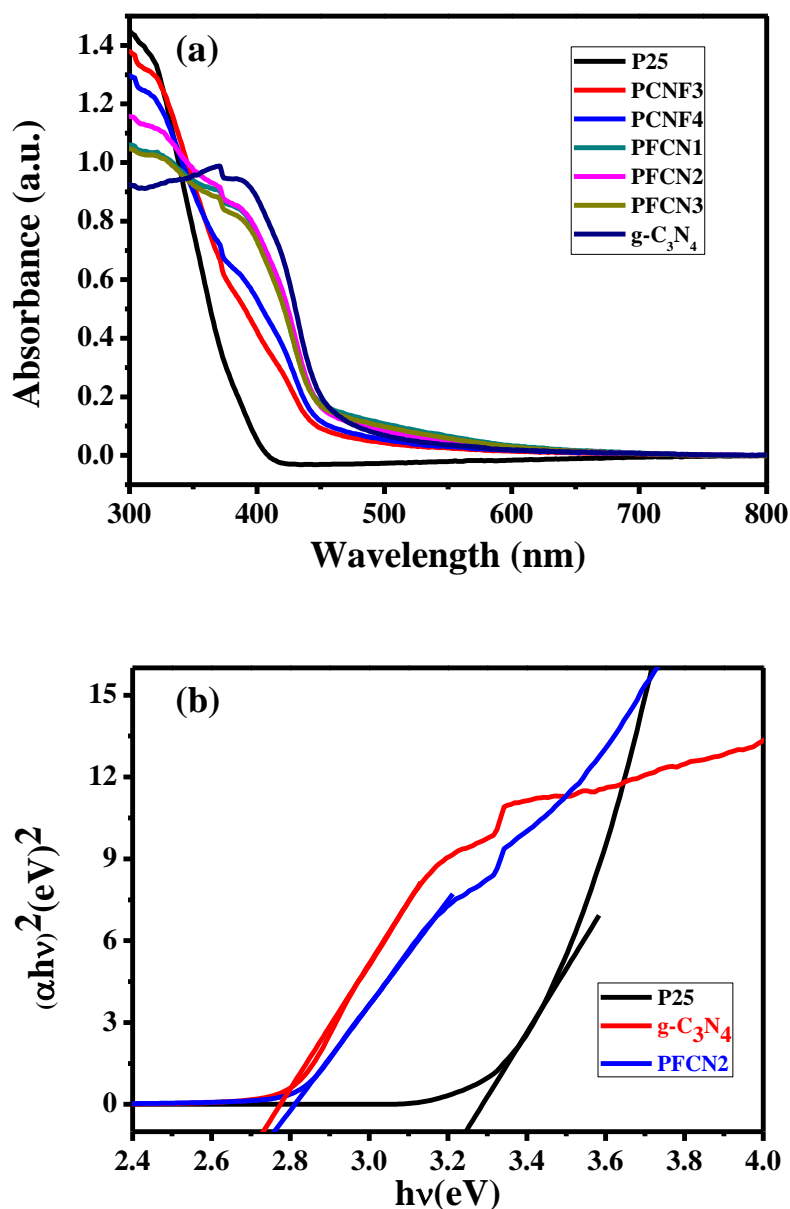 (a)
P25
PCNF3
PCNF4
PFCN1
PFCN2
PFCN3
g-C₃N₄
Absorbance (a.u.)
1.4
1.2
1.0
0.8
0.6
0.4
0.2
0.0
300 400 500 600 700 800
Wavelength (nm)
(b)
P25
g-C₃N₄
PFCN2
(αhν)²(eV)²
15
12
9
6
3
0
2.4 2.6 2.8 3.0 3.2 3.4 3.6 3.8 4.0
hν(eV)